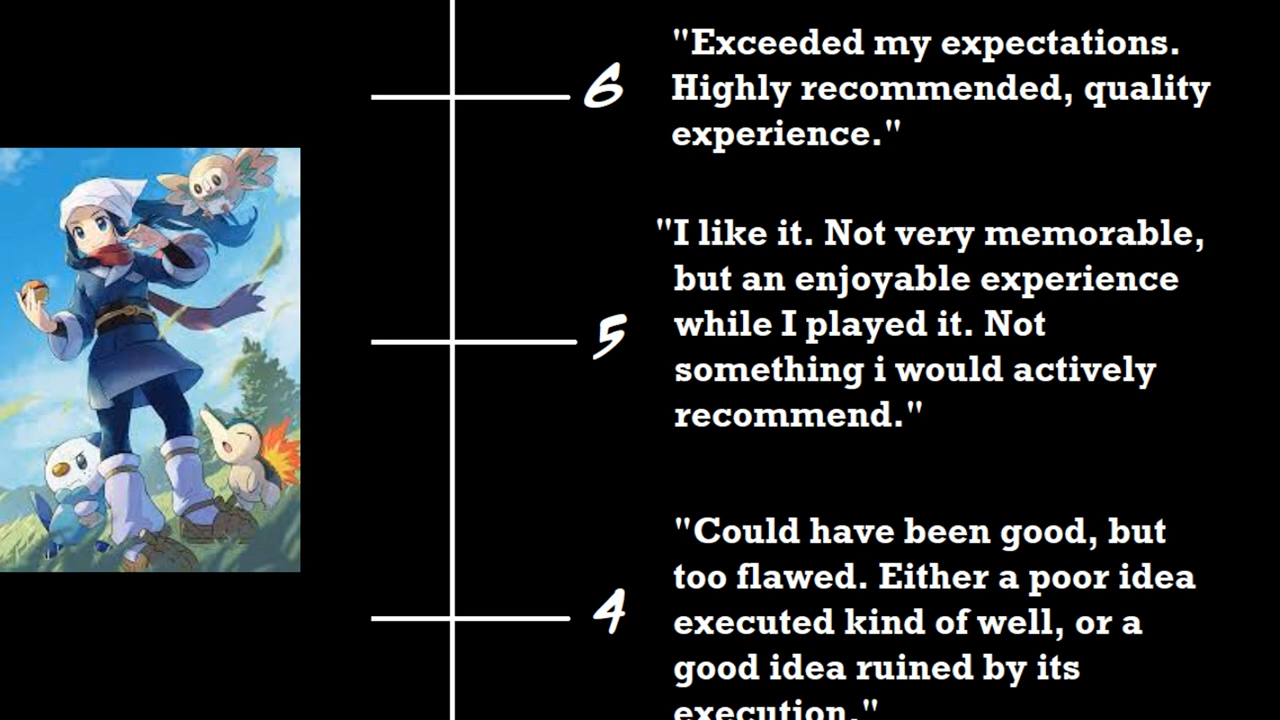 6
"Exceeded my expectations.
Highly recommended, quality
experience."
5
"I like it. Not very memorable,
but an enjoyable experience
while I played it. Not
something i would actively
recommend."
4
"Could have been good, but
too flawed. Either a poor idea
executed kind of well, or a
good idea ruined by its
execution."